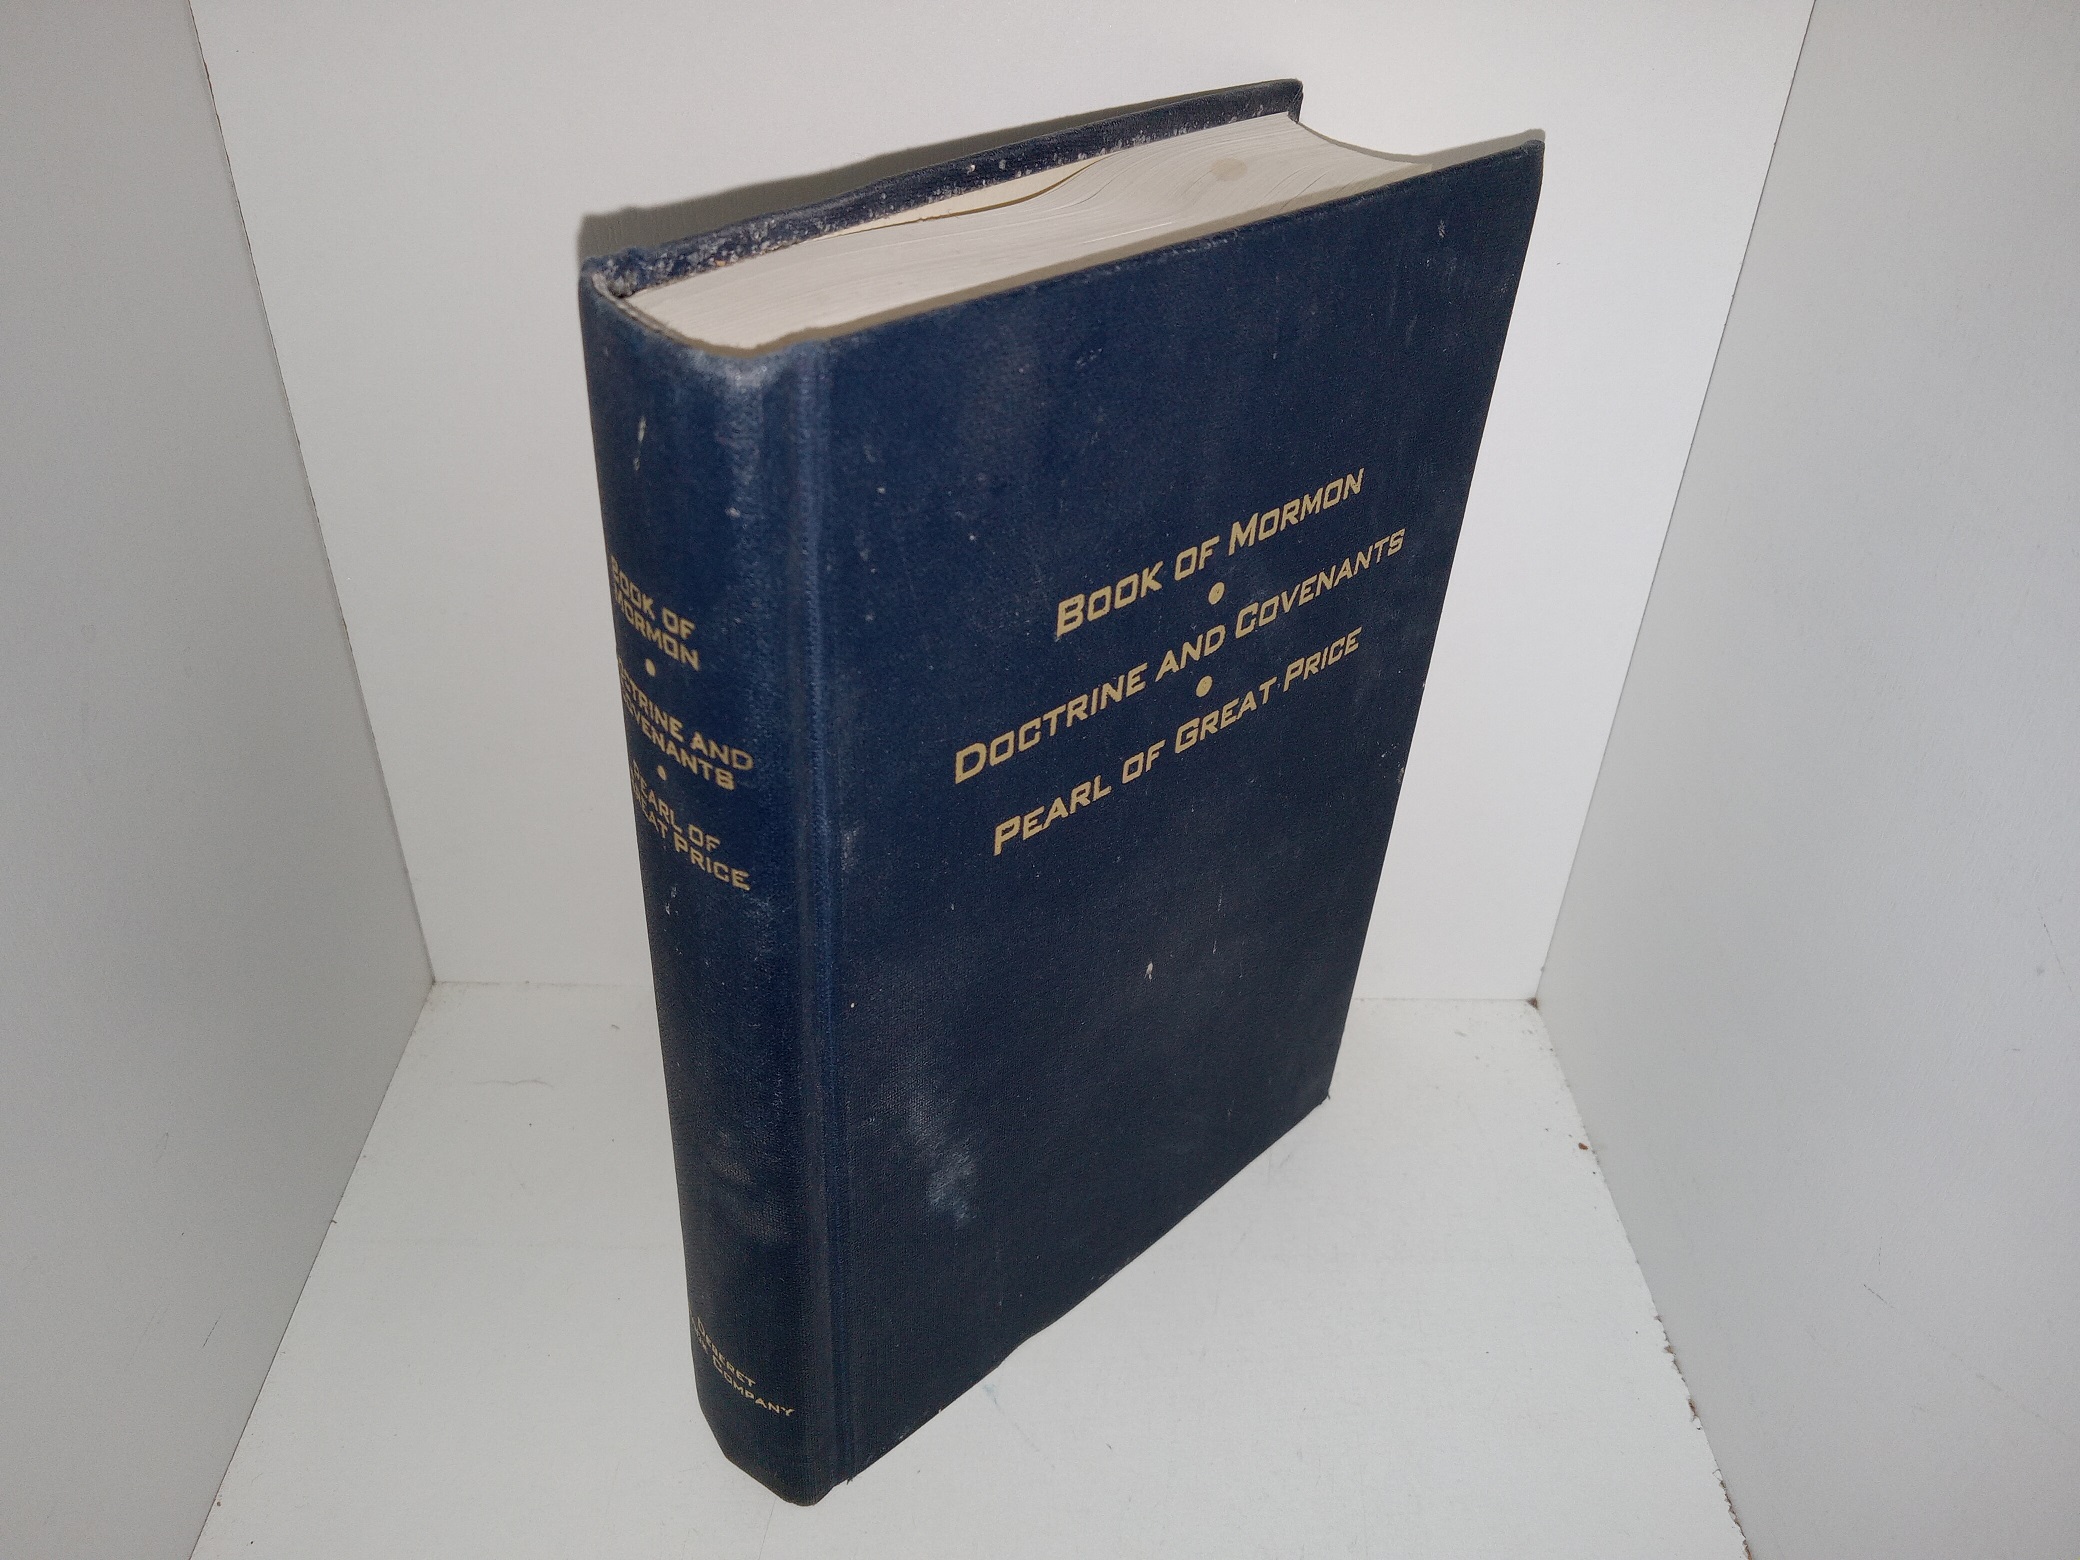 BOOK OF MORMON
•
DOCTRINE AND COVENANTS
•
PEARL OF GREAT PRICE
BOOK OF
MORMON
•
DOCTRINE AND
COVENANTS
•
PEARL OF
GREAT PRICE
DESERET
COMPANY